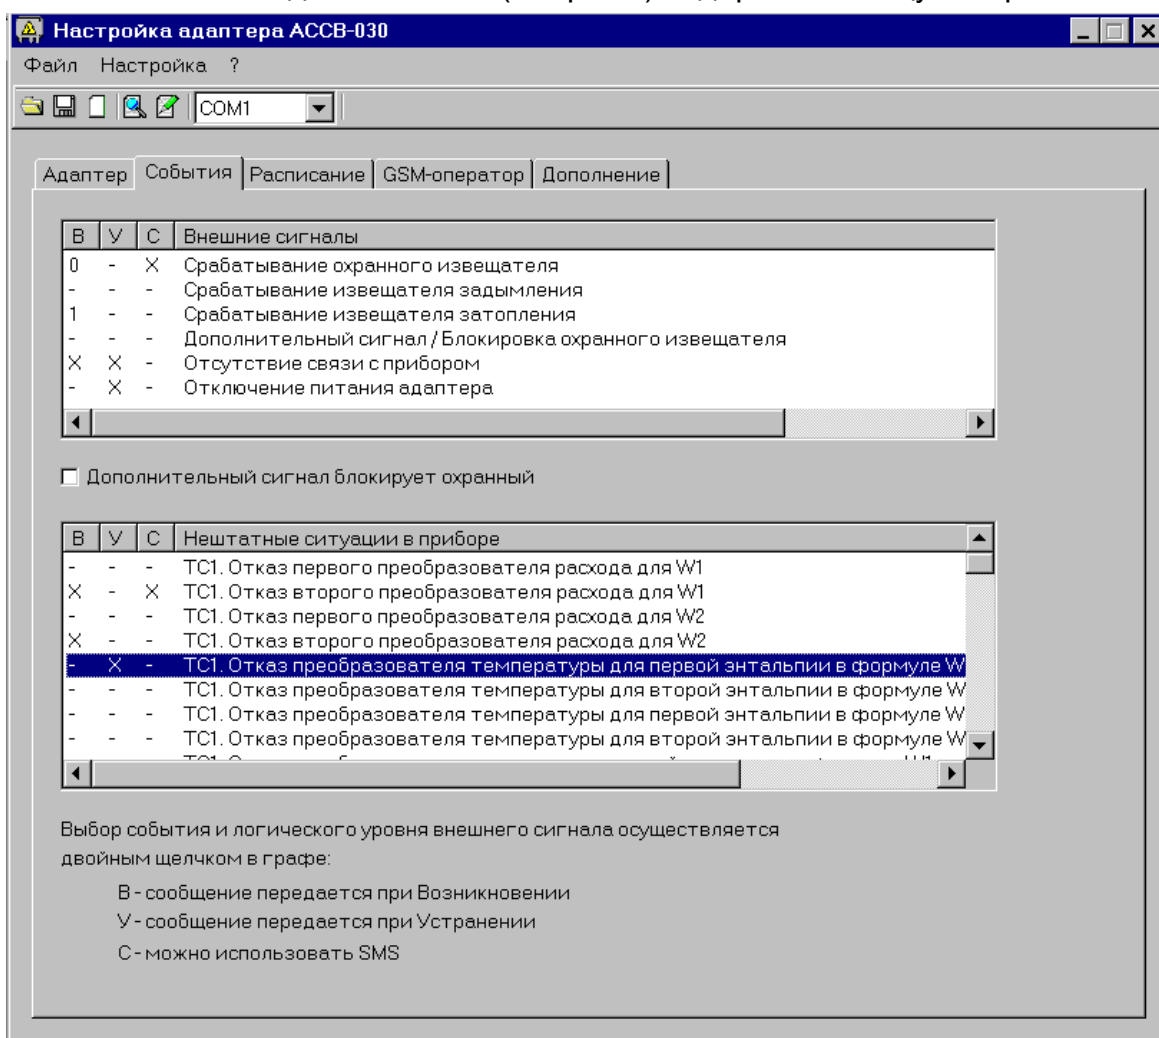 Настройка адаптера АССВ-030
Файл Настройка ?
COM1
Адаптер События Расписание GSM-оператор Дополнение
В У С Внешние сигналы
0 - X Срабатывание охранного извещателя
- - - Срабатывание извещателя задымления
1 - - Срабатывание извещателя затопления
- - - Дополнительный сигнал / Блокировка охранного извещателя
X X - Отсутствие связи с прибором
- X - Отключение питания адаптера
Дополнительный сигнал блокирует охранный
В У С Нештатные ситуации в приборе
- - - ТС1. Отказ первого преобразователя расхода для W1
X - X ТС1. Отказ второго преобразователя расхода для W1
- - - ТС1. Отказ первого преобразователя расхода для W2
X - - ТС1. Отказ второго преобразователя расхода для W2
- X - ТС1. Отказ преобразователя температуры для первой энтальпии в формуле W
- - - ТС1. Отказ преобразователя температуры для второй энтальпии в формуле W
- - - ТС1. Отказ преобразователя температуры для первой энтальпии в формуле W
- - - ТС1. Отказ преобразователя температуры для второй энтальпии в формуле W
Выбор события и логического уровня внешнего сигнала осуществляется
двойным щелчком в графе:
В - сообщение передается при Возникновении
У - сообщение передается при Устранении
С - можно использовать SMS